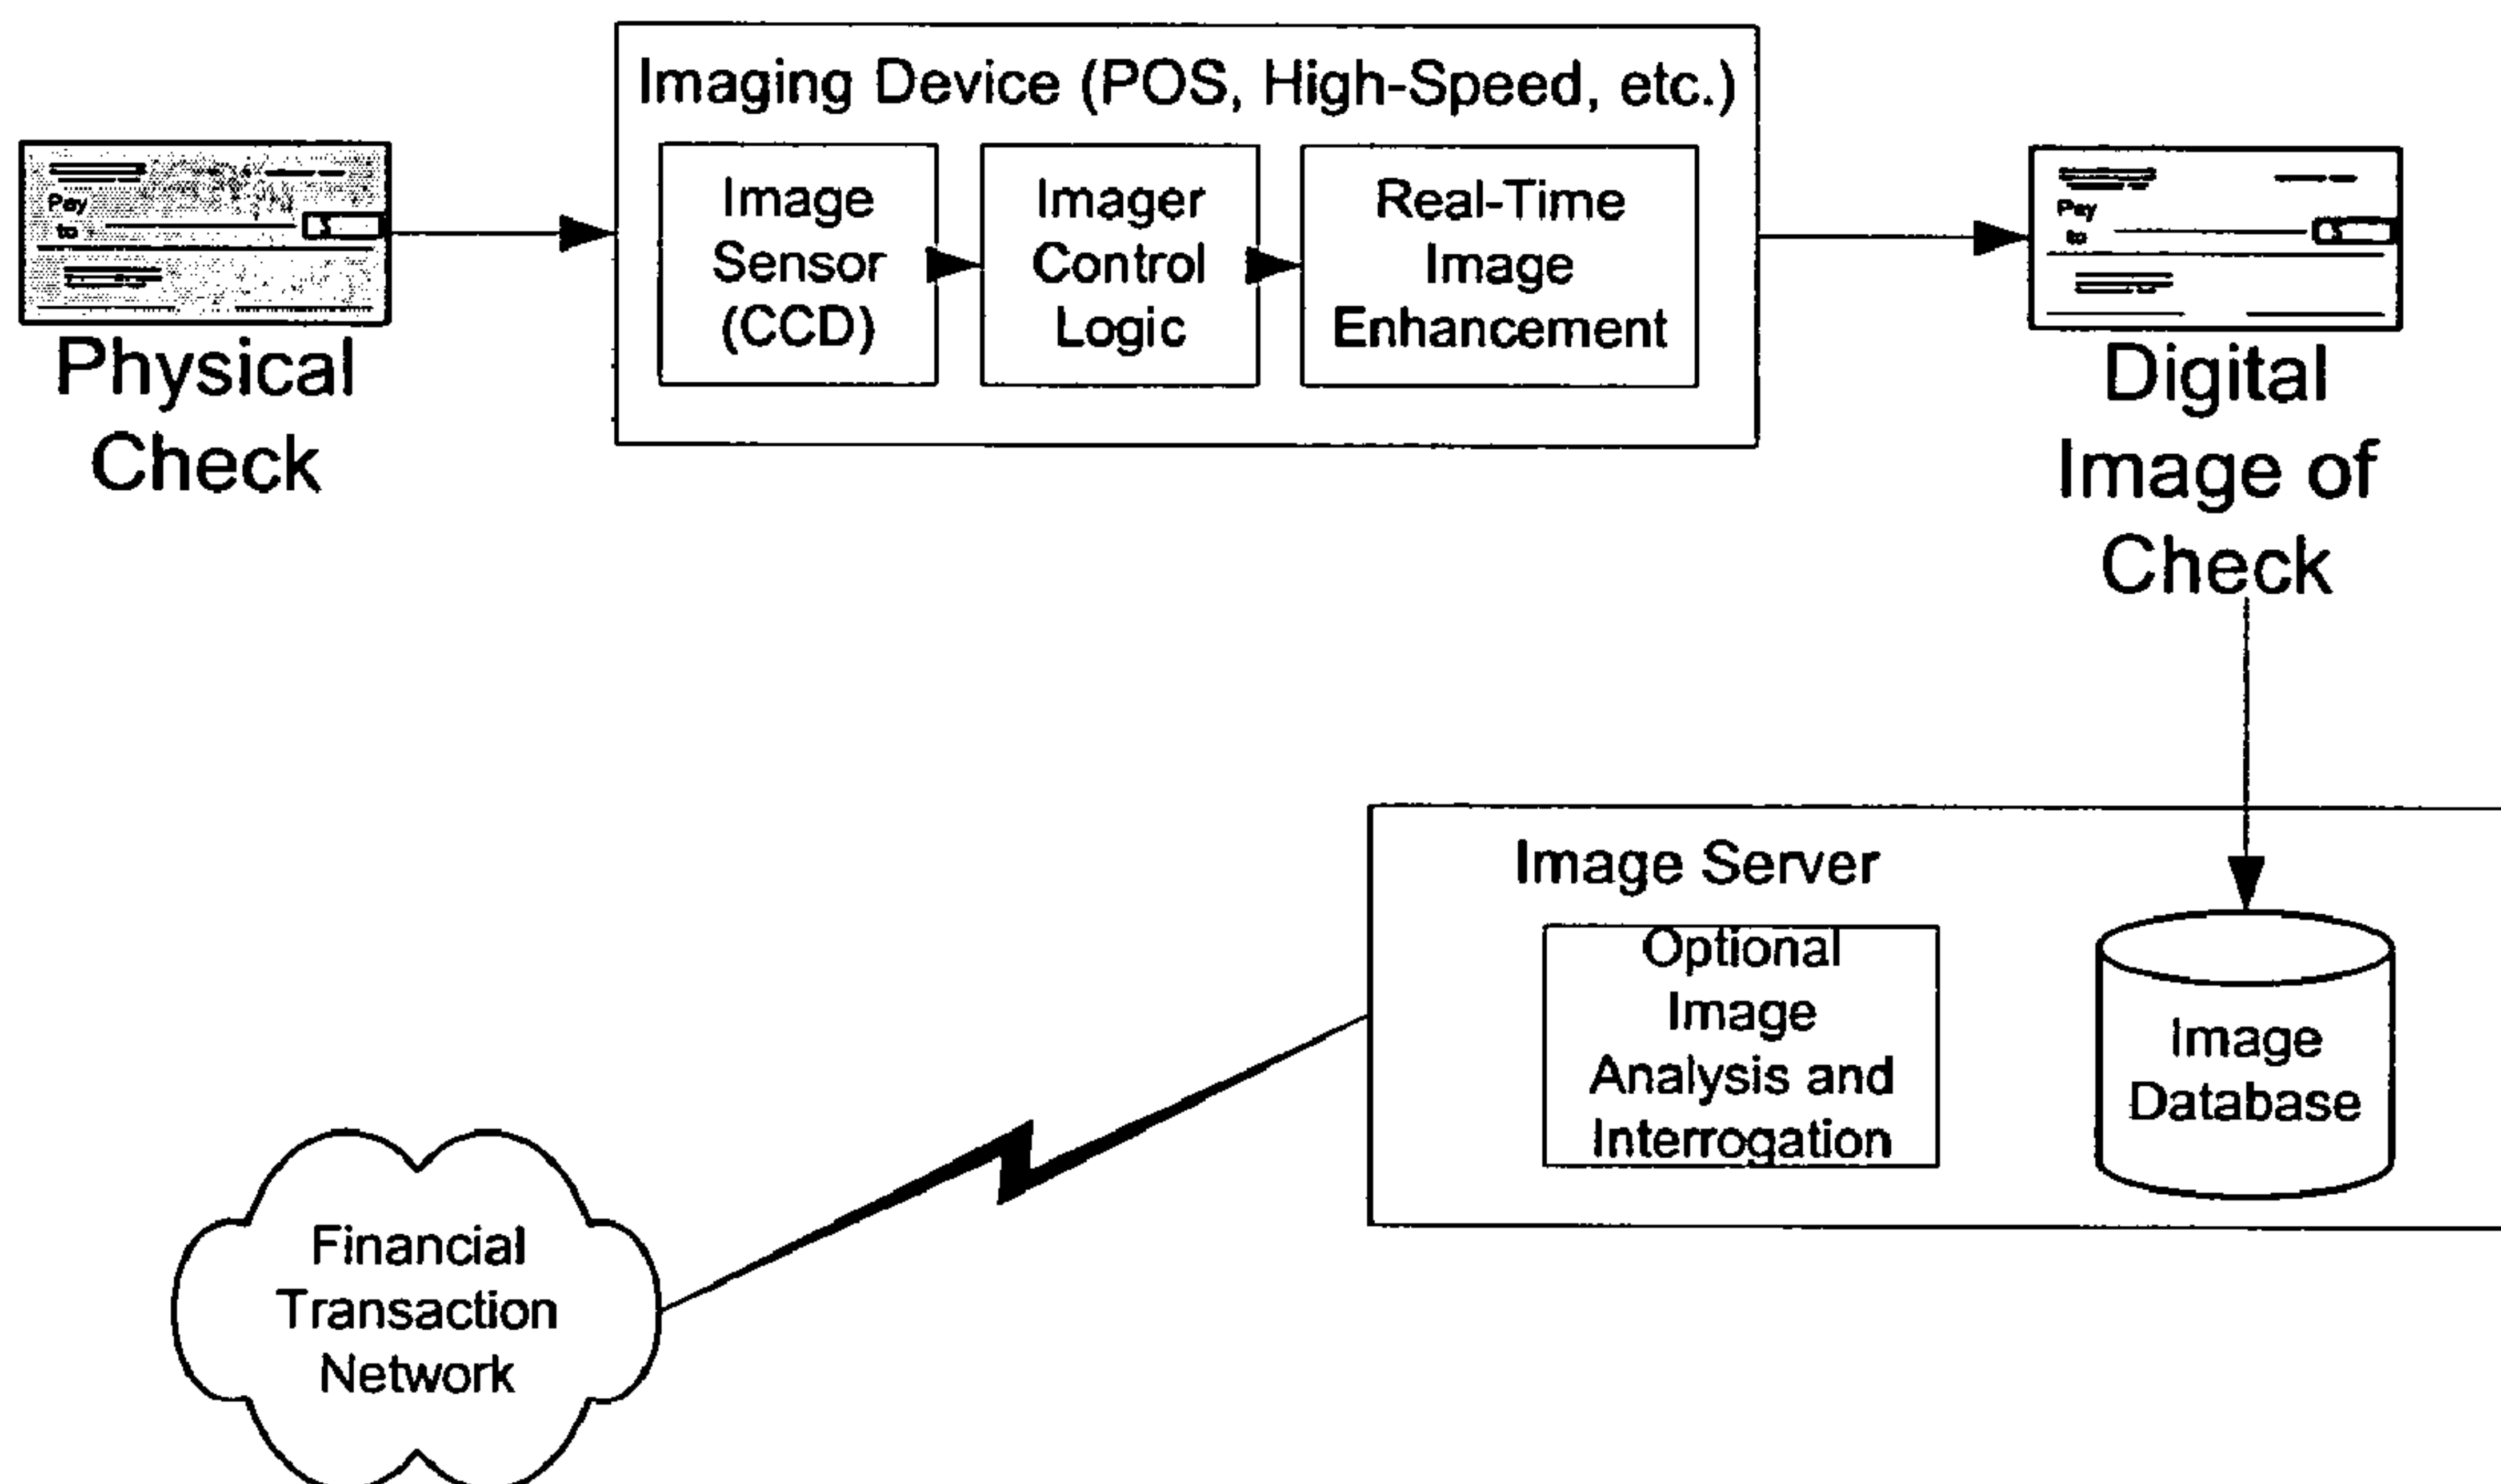 Imaging Device (POS, High-Speed, etc.)
Image
Sensor
(CCD)
Imager
Control
Logic
Real-Time
Image
Enhancement
Pay
to
$
Physical
Check
Pay
to
Digital
Image of
Check
Image Server
Optional
Image
Analysis and
Interrogation
Image
Database
Financial
Transaction
Network